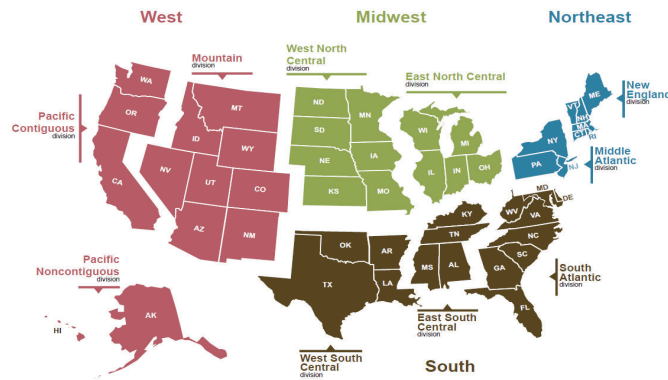 West
Midwest
Northeast
Mountain
division
West North
Central
division
East North Central
division
New
England
division
Pacific
Contiguous
division
Middle
Atlantic
division
WA
OR
CA
MT
ID
WY
NV
UT
CO
AZ
NM
ND
SD
NE
KS
MN
IA
MO
WI
MI
IL
IN
OH
ME
VT
NH
MA
CT
RI
NY
PA
NJ
MD
DE
WV
VA
KY
TN
NC
SC
GA
FL
MS
AL
OK
TX
AR
LA
Pacific
Noncontiguous
division
HI
AK
South
Atlantic
division
East South
Central
division
West South
Central
division
South